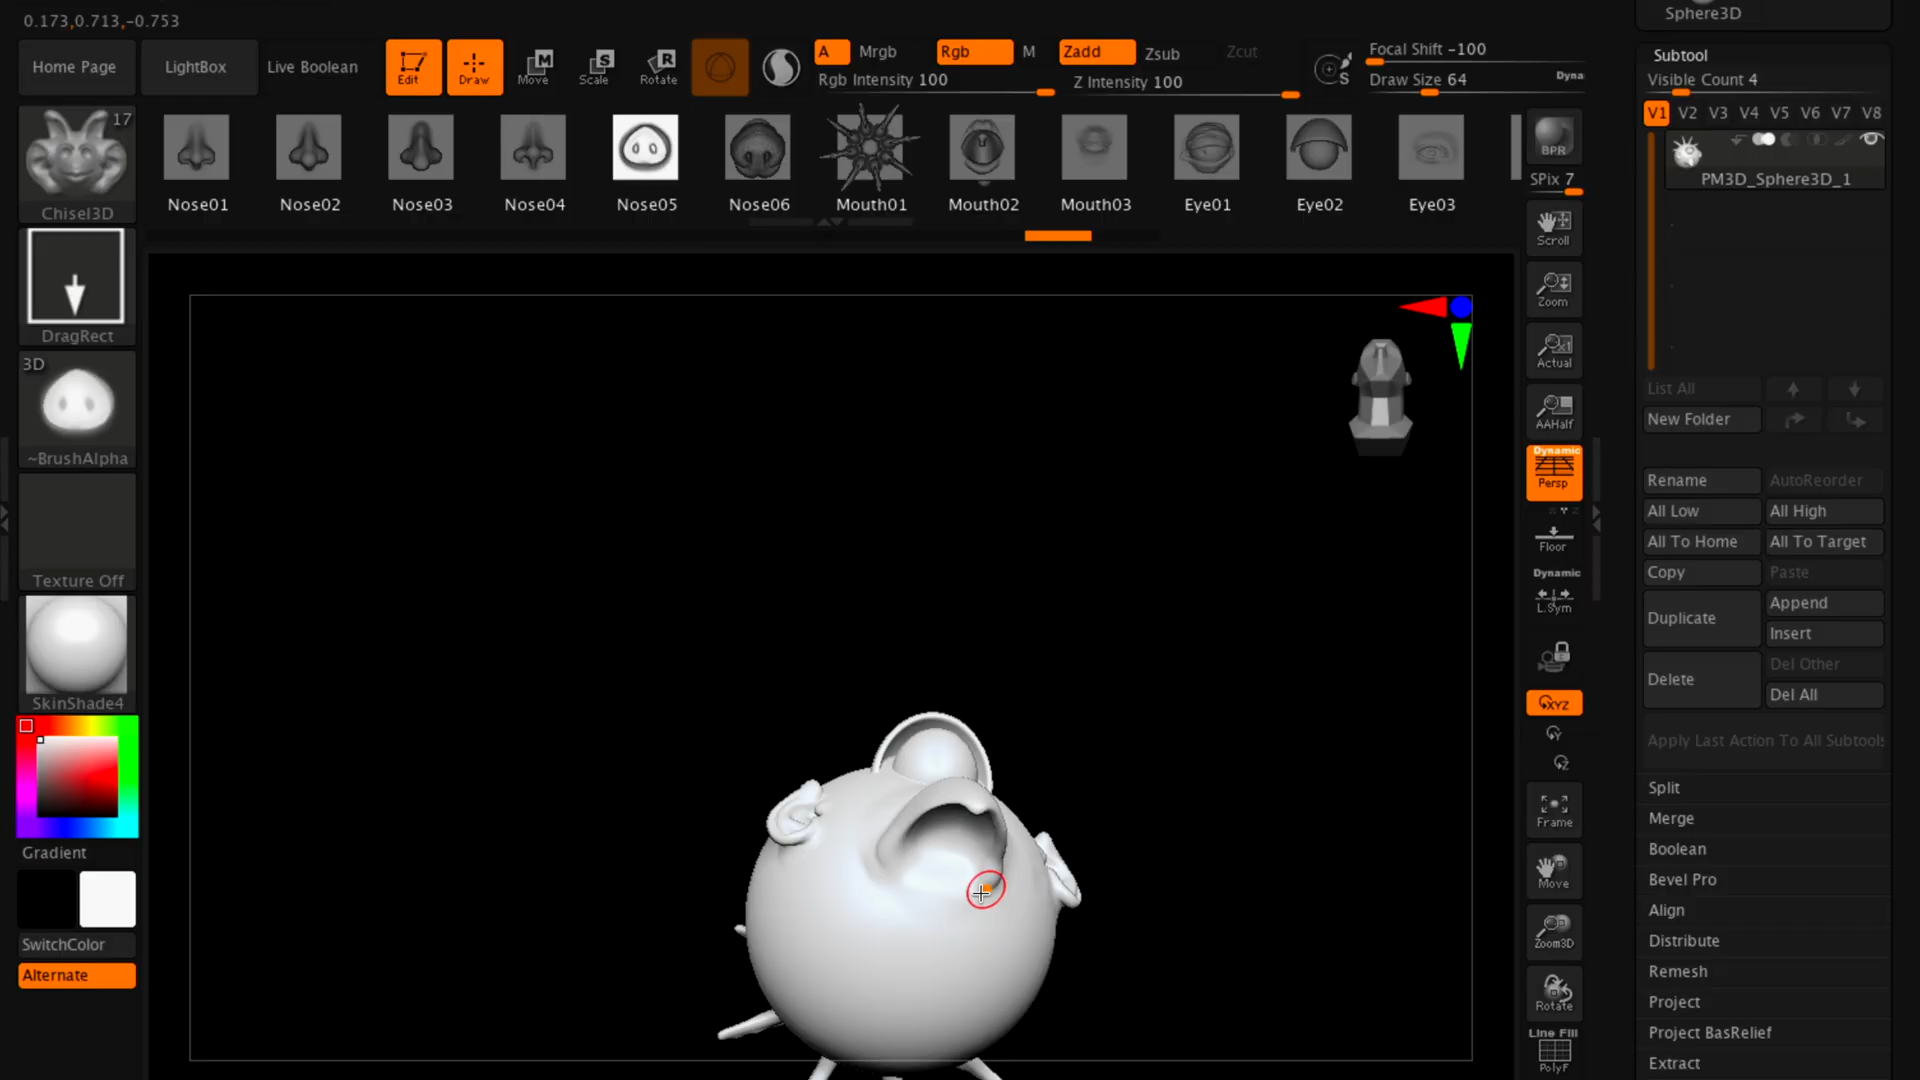 0.173,0.713,-0.753
Sphere3D
Home Page
LightBox
Live Boolean
Edit
Draw
Move
Scale
Rotate
A
Mrgb
Rgb
M
Zadd
Zsub
Zcut
Rgb Intensity 100
Z Intensity 100
S
Focal Shift -100
Draw Size 64
Dyna
Subtool
Visible Count 4
V1 V2 V3 V4 V5 V6 V7 V8
PM3D_Sphere3D_1
17
Chisel3D
Nose01
Nose02
Nose03
Nose04
Nose05
Nose06
Mouth01
Mouth02
Mouth03
Eye01
Eye02
Eye03
BPR
SPix 7
Scroll
Zoom
Actual
AAHalf
Dynamic
Persp
Floor
Dynamic
L.Sym
XYZ
Y
Z
Frame
Move
Zoom3D
Rotate
Line Fill
PolyF
DragRect
3D
~BrushAlpha
Texture Off
SkinShade4
Gradient
SwitchColor
Alternate
List All
New Folder
Rename
AutoReorder
All Low
All High
All To Home
All To Target
Copy
Paste
Duplicate
Append
Insert
Delete
Del Other
Del All
Apply Last Action To All Subtools
Split
Merge
Boolean
Bevel Pro
Align
Distribute
Remesh
Project
Project BasRelief
Extract